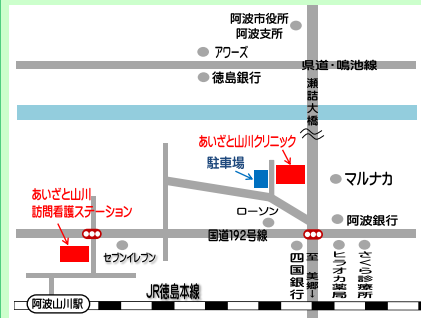 阿波市役所
阿波支所
アワーズ
徳島銀行
県道・鳴池線
瀬詰大橋
あいざと山川クリニック
駐車場
マルナカ
あいざと山川
訪問看護ステーション
ローソン
阿波銀行
国道192号線
セブンイレブン
四国銀行
至 美郷↓
ヒラオカ薬局
さくら診療所
JR徳島本線
阿波山川駅